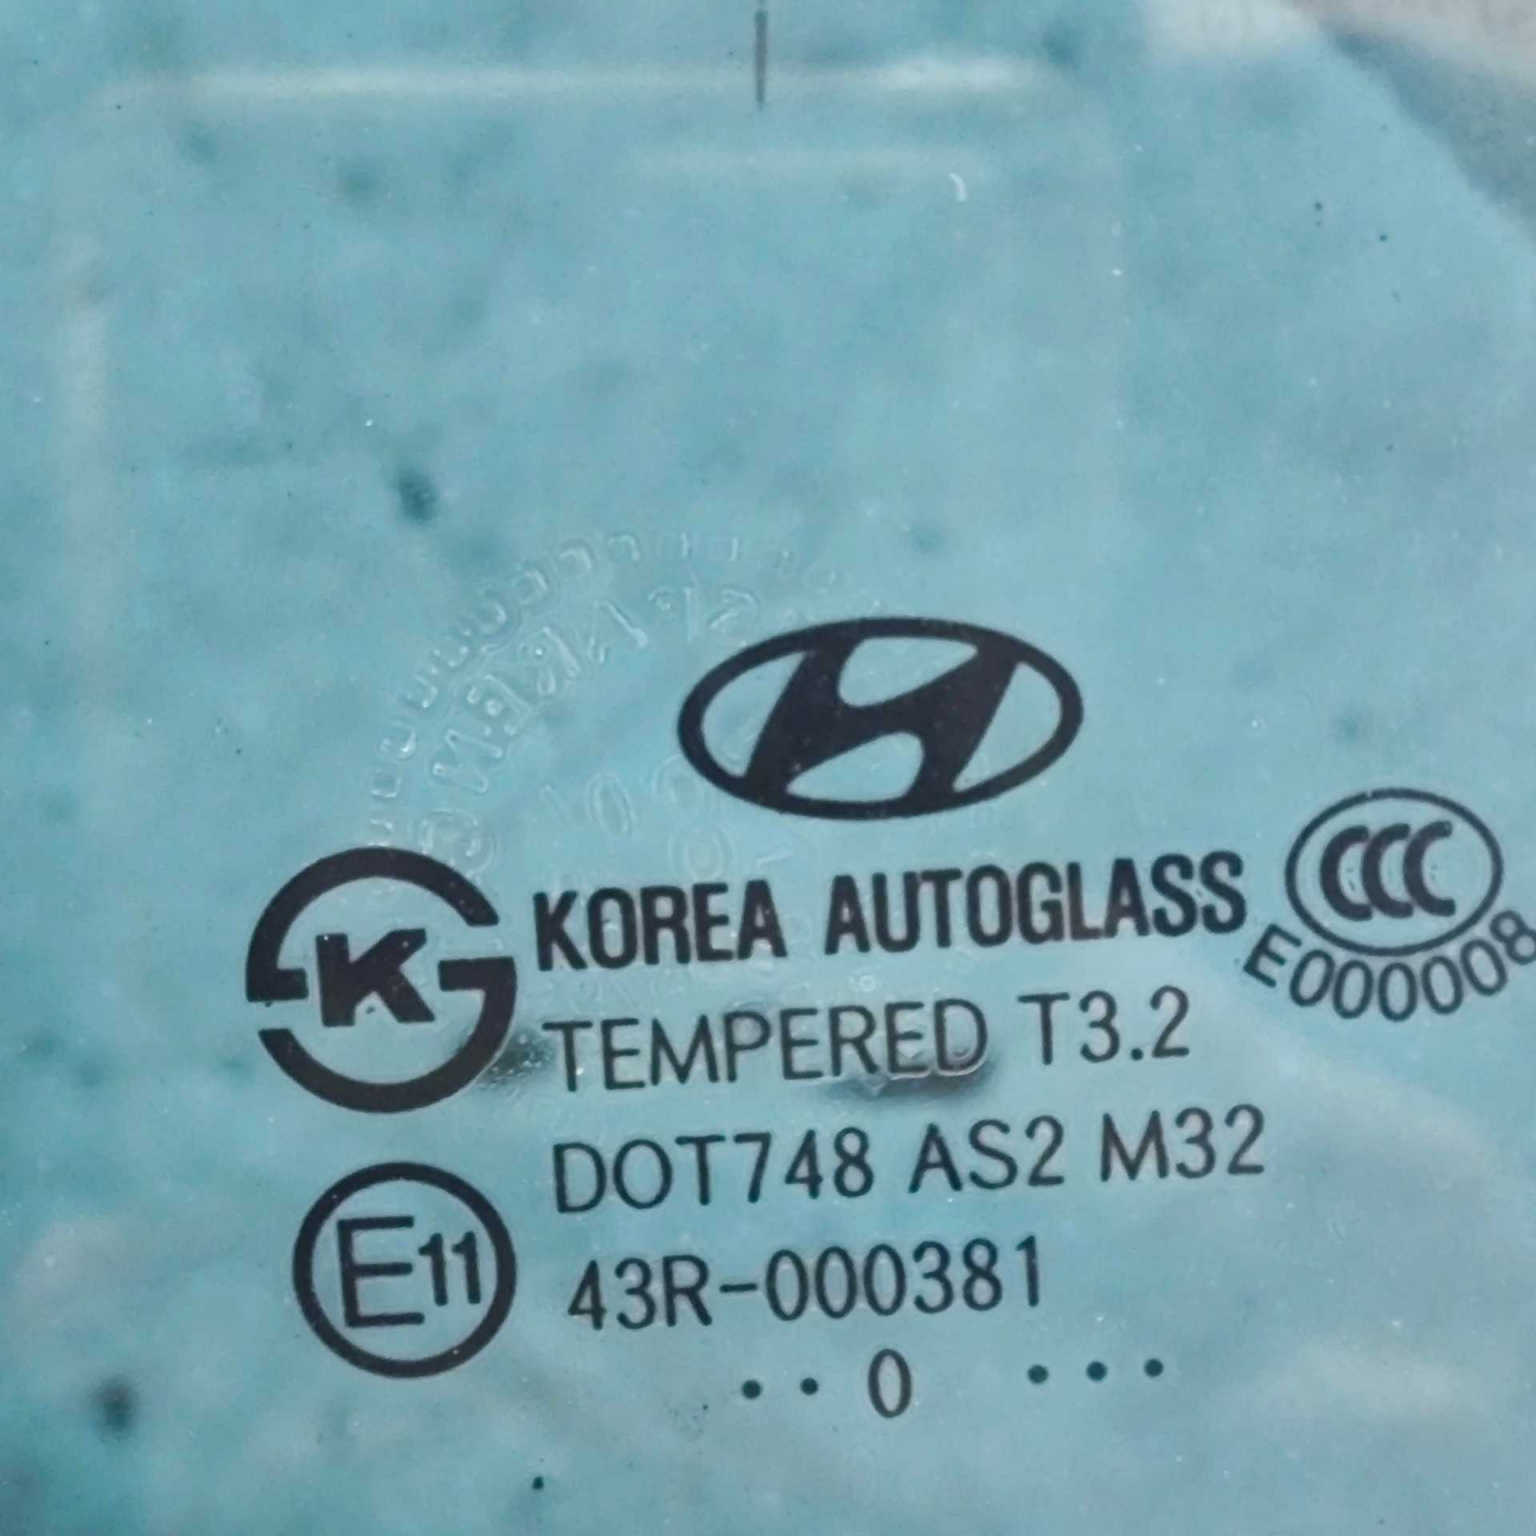 KOREA AUTOGLASS
CCC
E000008
K
TEMPERED T3.2
DOT748 AS2 M32
E11
43R-000381
•• 0 •••